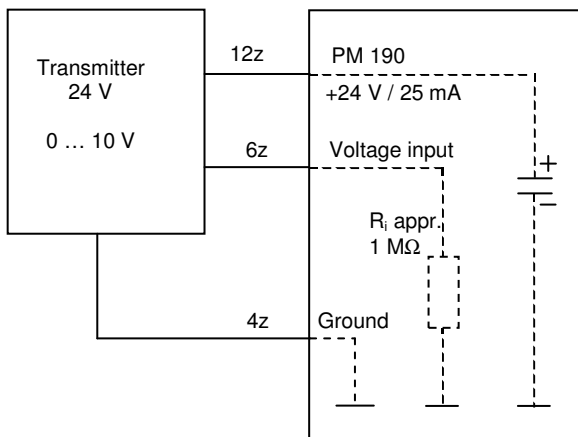 12z
PM 190
Transmitter
24 V
+24 V / 25 mA
0 … 10 V
6z
Voltage input
+
−
Ri appr.
1 MΩ
4z
Ground